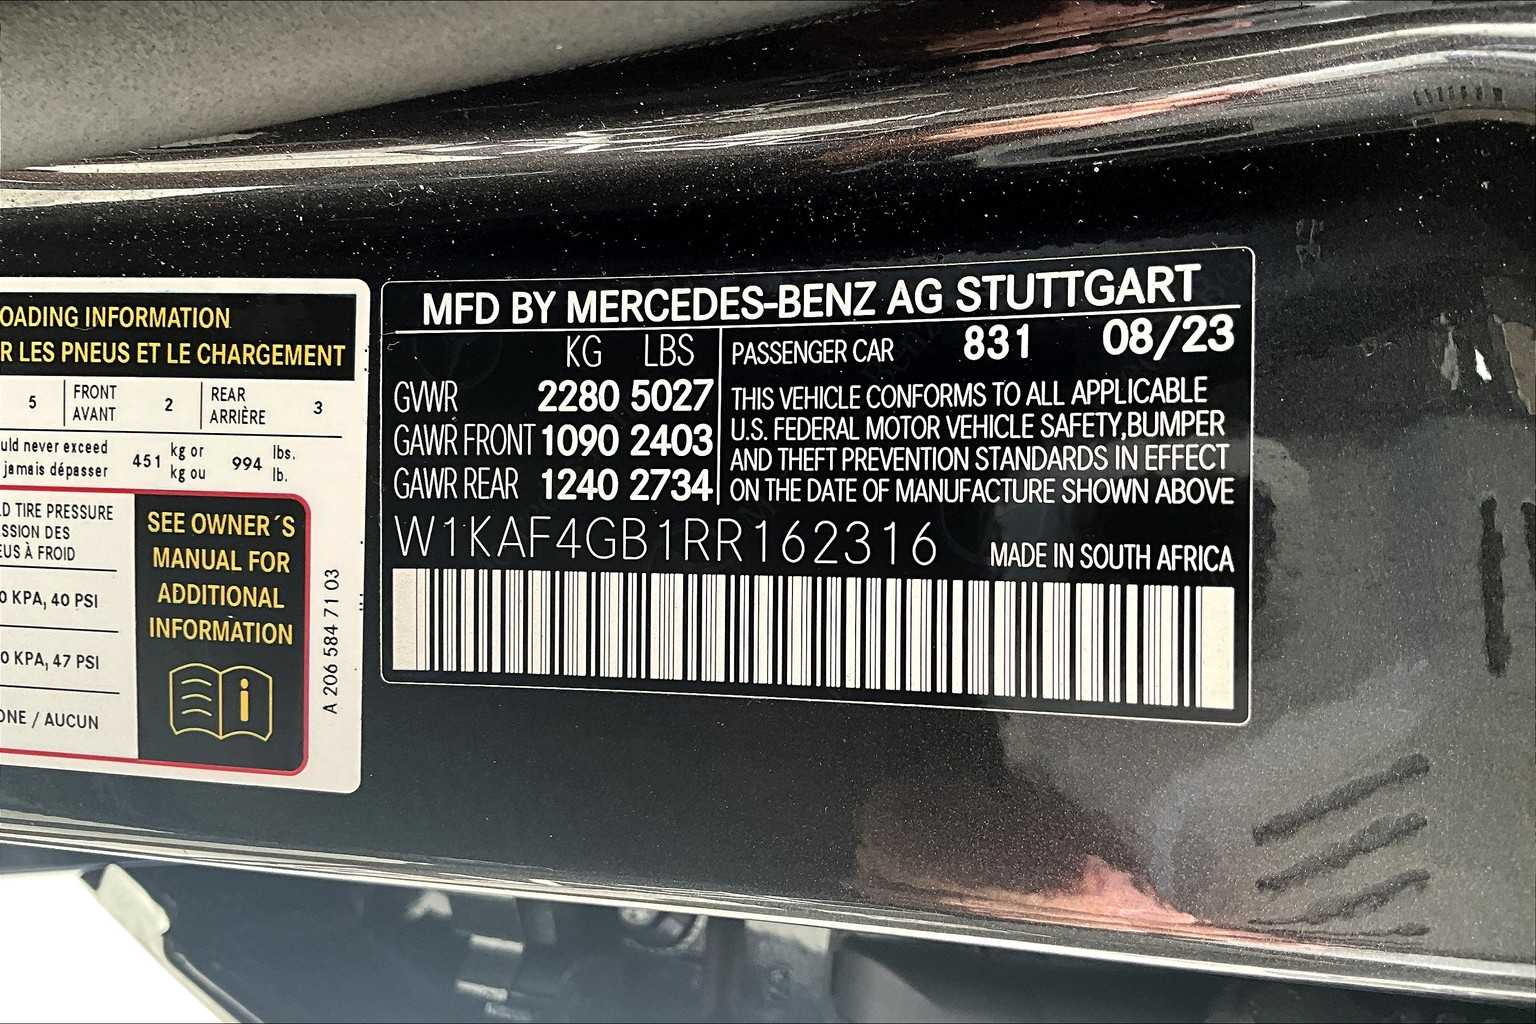 OADING INFORMATION
R LES PNEUS ET LE CHARGEMENT
5 FRONT AVANT 2 REAR ARRIÈRE 3
uld never exceed
jamais dépasser
451 kg or kg ou 994 lbs. lb.
LD TIRE PRESSURE
ESSION DES
EUS À FROID
0 KPA, 40 PSI
0 KPA, 47 PSI
ONE / AUCUN
SEE OWNER´S
MANUAL FOR
ADDITIONAL
INFORMATION
A 206 584 71 03
MFD BY MERCEDES-BENZ AG STUTTGART
KG LBS
GVWR 2280 5027
GAWR FRONT 1090 2403
GAWR REAR 1240 2734
PASSENGER CAR 831 08/23
THIS VEHICLE CONFORMS TO ALL APPLICABLE
U.S. FEDERAL MOTOR VEHICLE SAFETY,BUMPER
AND THEFT PREVENTION STANDARDS IN EFFECT
ON THE DATE OF MANUFACTURE SHOWN ABOVE
W1KAF4GB1RR162316
MADE IN SOUTH AFRICA